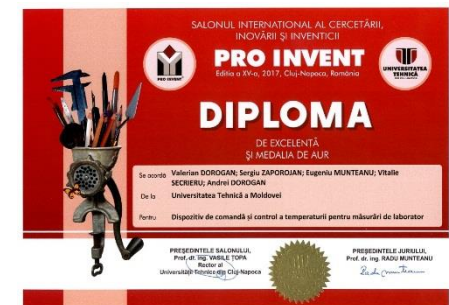 SALONUL INTERNAȚIONAL AL CERCETĂRII,
INOVĂRII ȘI INVENTICII
PRO INVENT
Editia a XV-a, 2017, Cluj-Napoca, România
PRO INVENT
UNIVERSITATEA
TEHNICĂ
DIPLOMA
DE EXCELENȚĂ
ȘI MEDALIA DE AUR
Se acordă Valerian DOROGAN; Sergiu ZAPOROJAN; Eugeniu MUNTEANU; Vitalie
SECRIERU; Andrei DOROGAN
De la Universitatea Tehnică a Moldovei
Pentru Dispozitiv de comandă și control a temperaturii pentru măsurări de laborator
PREȘEDINTELE SALONULUI,
Prof. dr. ing. VASILE ȚOPA
Rector al
Universității Tehnice din Cluj-Napoca
PREȘEDINTELE JURIULUI,
Prof. dr. ing. RADU MUNTEANU